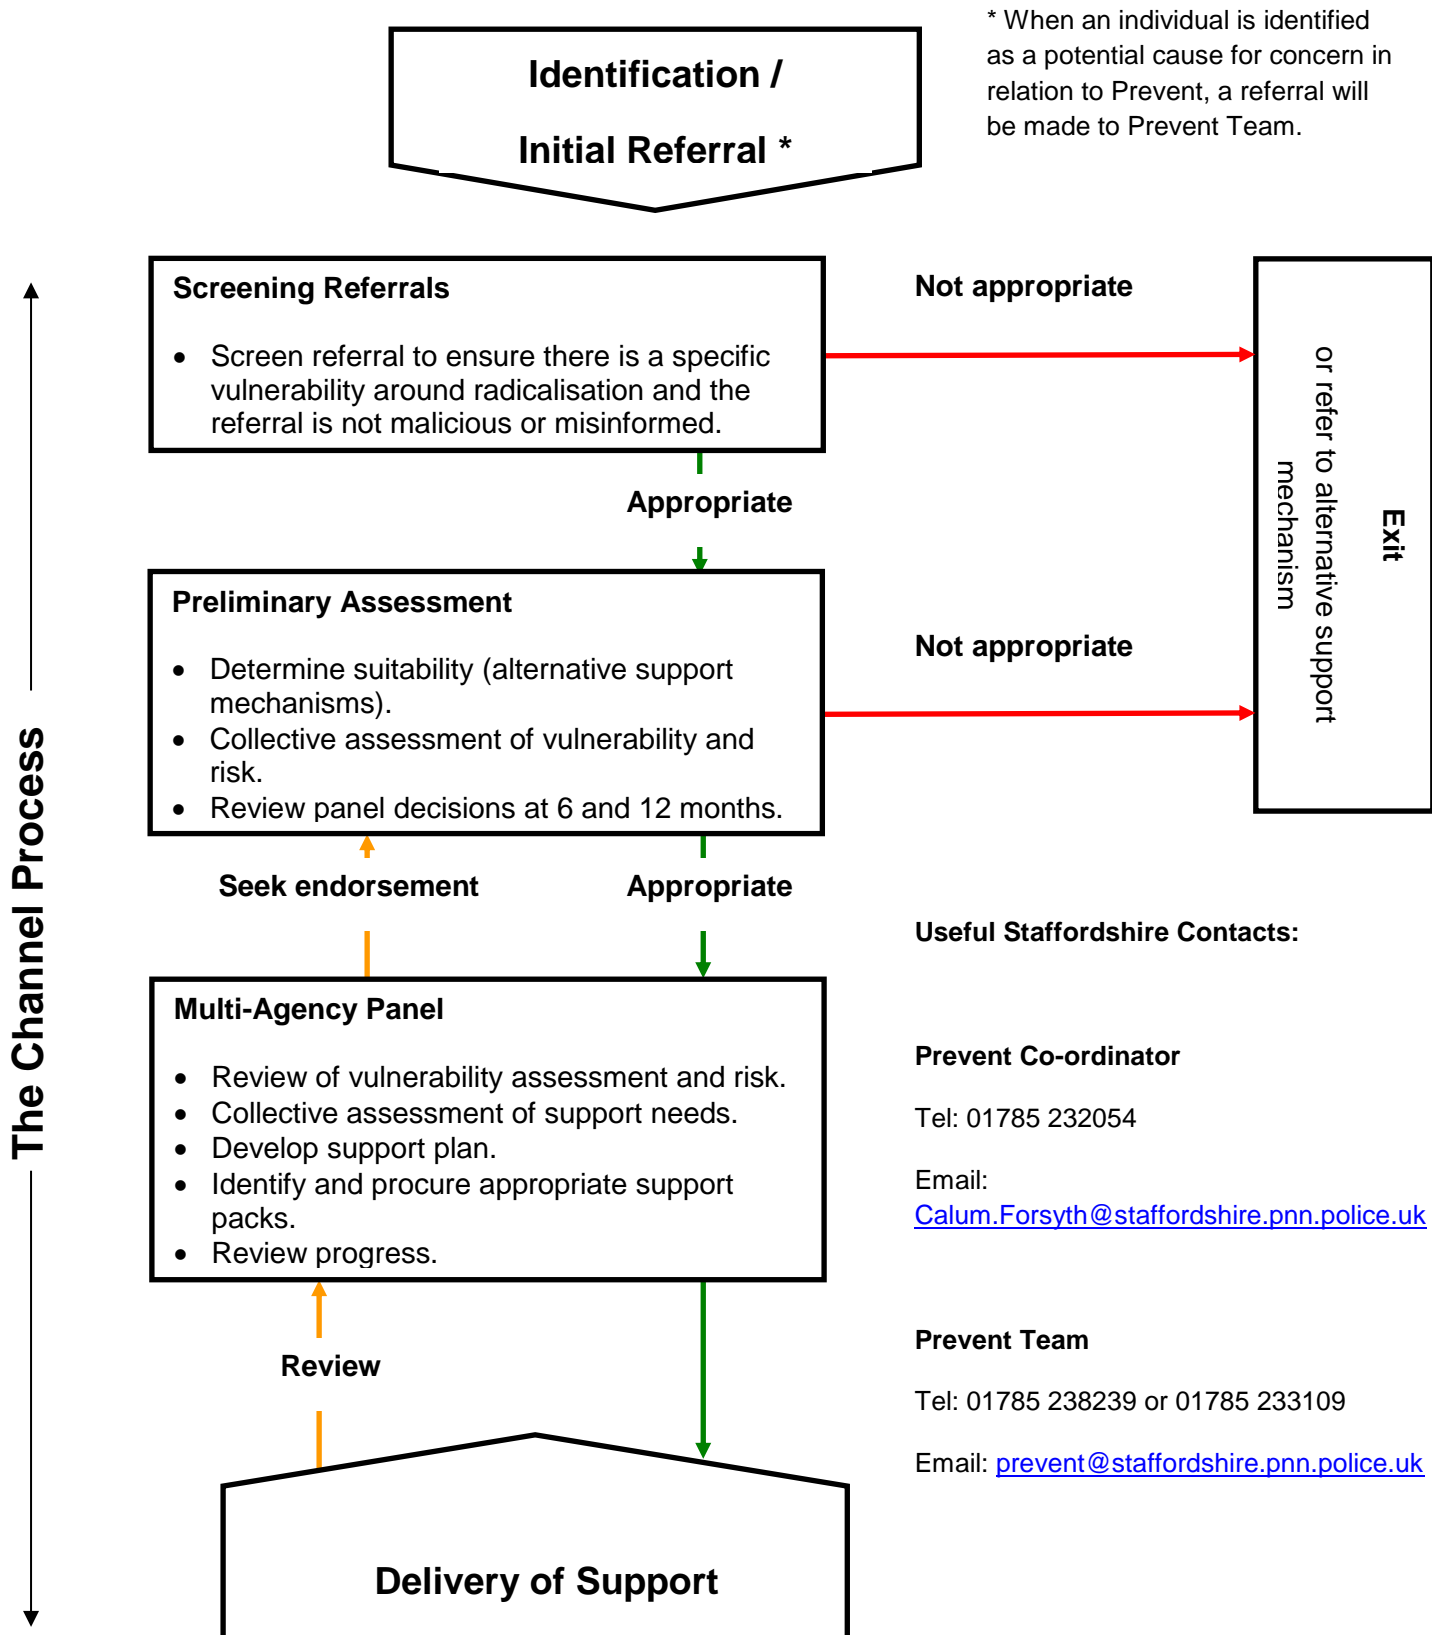 Identification /
Initial Referral *
* When an individual is identified
as a potential cause for concern in
relation to Prevent, a referral will
be made to Prevent Team.
The Channel Process
Screening Referrals
• Screen referral to ensure there is a specific
vulnerability around radicalisation and the
referral is not malicious or misinformed.
Not appropriate
Exit
or refer to alternative support
mechanism
Appropriate
Preliminary Assessment
• Determine suitability (alternative support
mechanisms).
• Collective assessment of vulnerability and
risk.
• Review panel decisions at 6 and 12 months.
Not appropriate
Seek endorsement
Appropriate
Multi-Agency Panel
• Review of vulnerability assessment and risk.
• Collective assessment of support needs.
• Develop support plan.
• Identify and procure appropriate support
packs.
• Review progress.
Review
Delivery of Support
Useful Staffordshire Contacts:
Prevent Co-ordinator
Tel: 01785 232054
Email:
Calum.Forsyth@staffordshire.pnn.police.uk
Prevent Team
Tel: 01785 238239 or 01785 233109
Email: prevent@staffordshire.pnn.police.uk